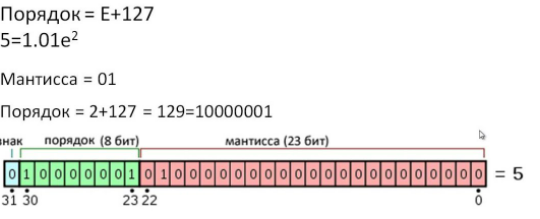 Порядок = E+127
5=1.01e²
Мантисса = 01
Порядок = 2+127 = 129=10000001
нак порядок (8 бит) мантисса (23 бит)
0 1 0 0 0 0 0 0 1 0 1 0 0 0 0 0 0 0 0 0 0 0 0 0 0 0 0 0 0 0 0 0 = 5
31 30 23 22 0